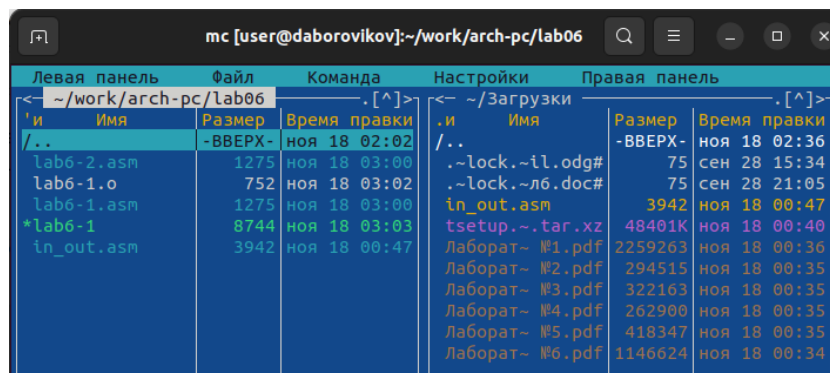 mc [user@daborovikov]:~/work/arch-pc/lab06
Левая панель Файл Команда Настройки Правая панель
<─ ~/work/arch-pc/lab06 ─.[^]>
'и Имя Размер Время правки
/.. -ВВЕРХ- ноя 18 02:02
lab6-2.asm 1275 ноя 18 03:00
lab6-1.o 752 ноя 18 03:02
lab6-1.asm 1275 ноя 18 03:00
*lab6-1 8744 ноя 18 03:03
in_out.asm 3942 ноя 18 00:47
<─ ~/Загрузки ─.[^]>
.и Имя Размер Время правки
/.. -ВВЕРХ- ноя 18 02:36
.~lock.~il.odg# 75 сен 28 15:34
.~lock.~л6.doc# 75 сен 28 21:05
in_out.asm 3942 ноя 18 00:47
tsetup.~.tar.xz 48401K ноя 18 00:40
Лаборат~ №1.pdf 2259263 ноя 18 00:36
Лаборат~ №2.pdf 294515 ноя 18 00:35
Лаборат~ №3.pdf 322163 ноя 18 00:35
Лаборат~ №4.pdf 262900 ноя 18 00:35
Лаборат~ №5.pdf 418347 ноя 18 00:35
Лаборат~ №6.pdf 1146624 ноя 18 00:34